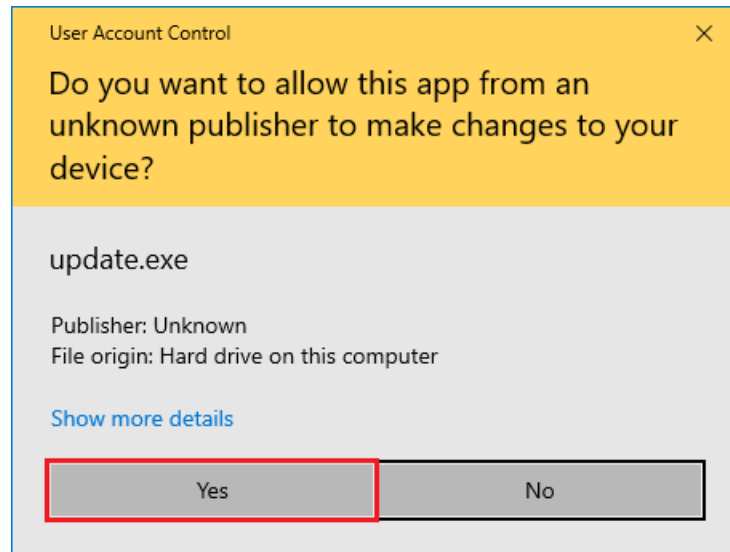 User Account Control
Do you want to allow this app from an
unknown publisher to make changes to your
device?
update.exe
Publisher: Unknown
File origin: Hard drive on this computer
Show more details
Yes
No